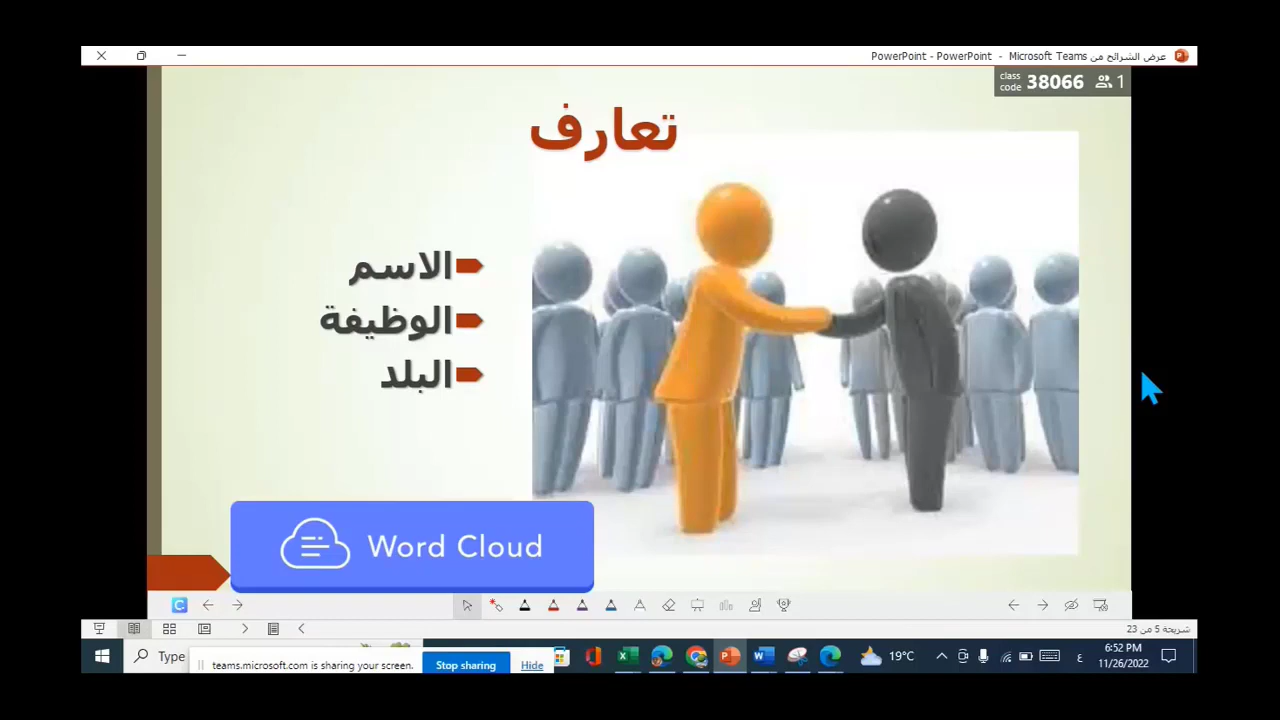 عرض الشرائح من PowerPoint - PowerPoint - Microsoft Teams
class code 38066 1
تعارف
الاسم
الوظيفة
البلد
Word Cloud
شريحة 5 من 23
Type
teams.microsoft.com is sharing your screen.
Stop sharing
Hide
19°C
ع
6:52 PM
11/26/2022